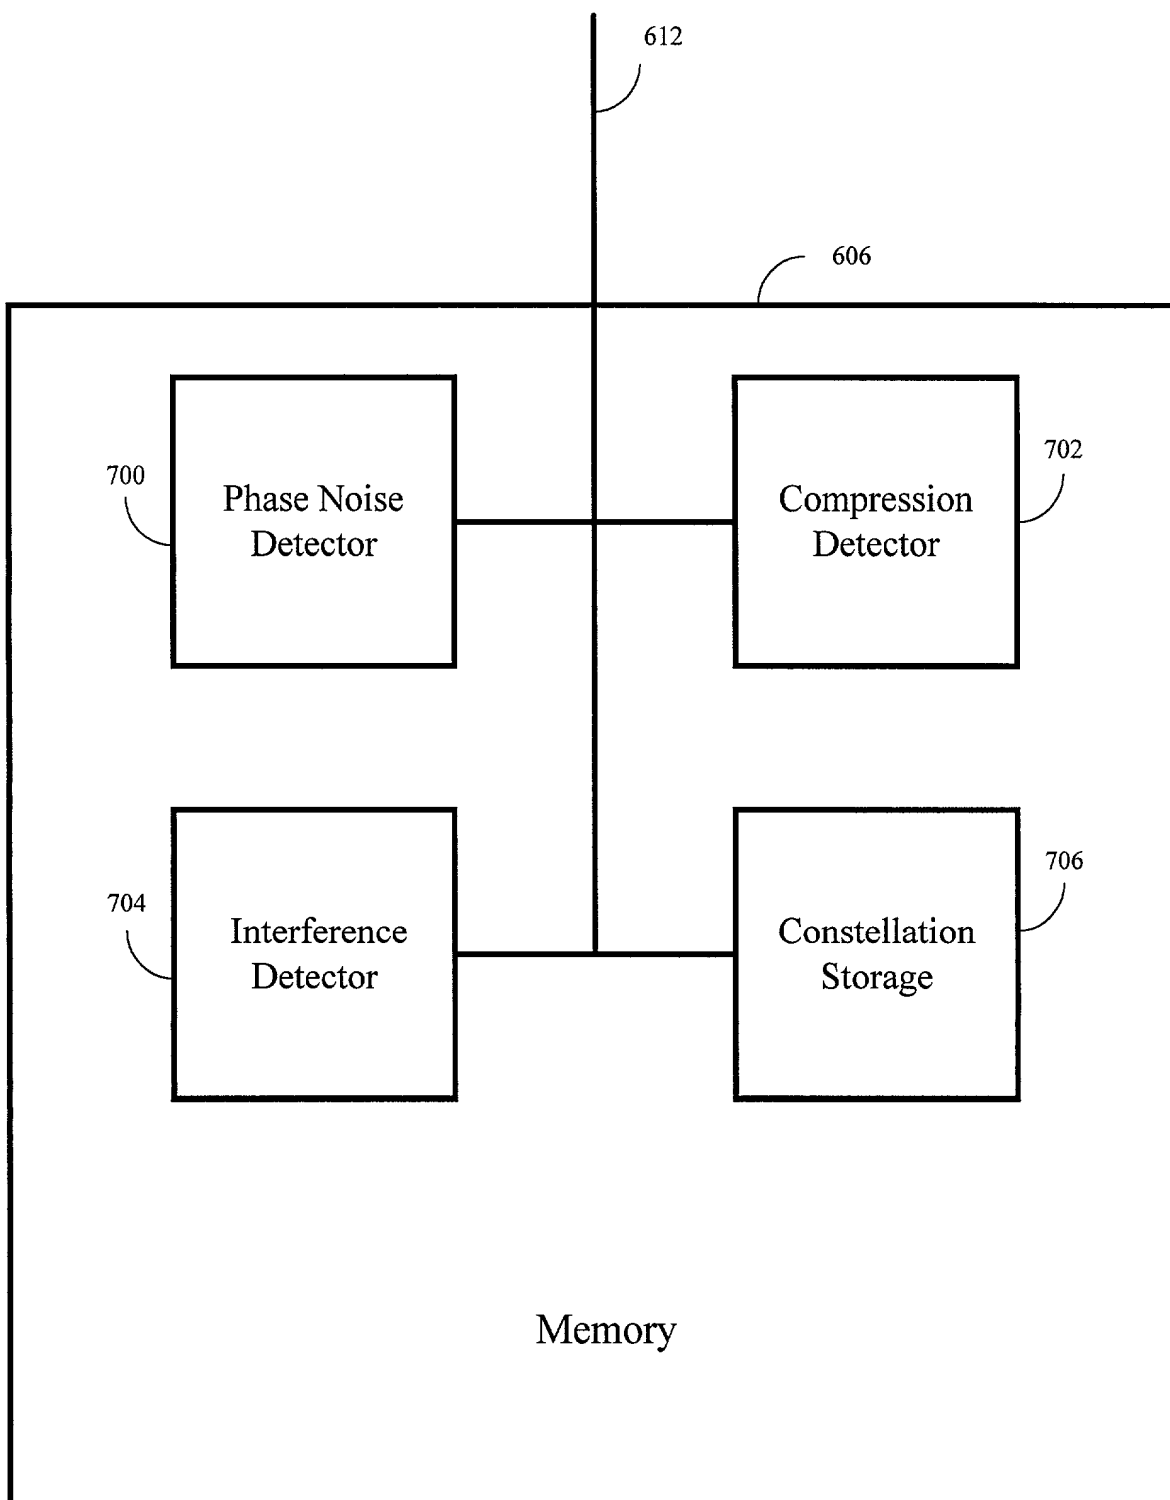 612
606
700
Phase Noise
Detector
Compression
Detector
702
704
Interference
Detector
Constellation
Storage
706
Memory